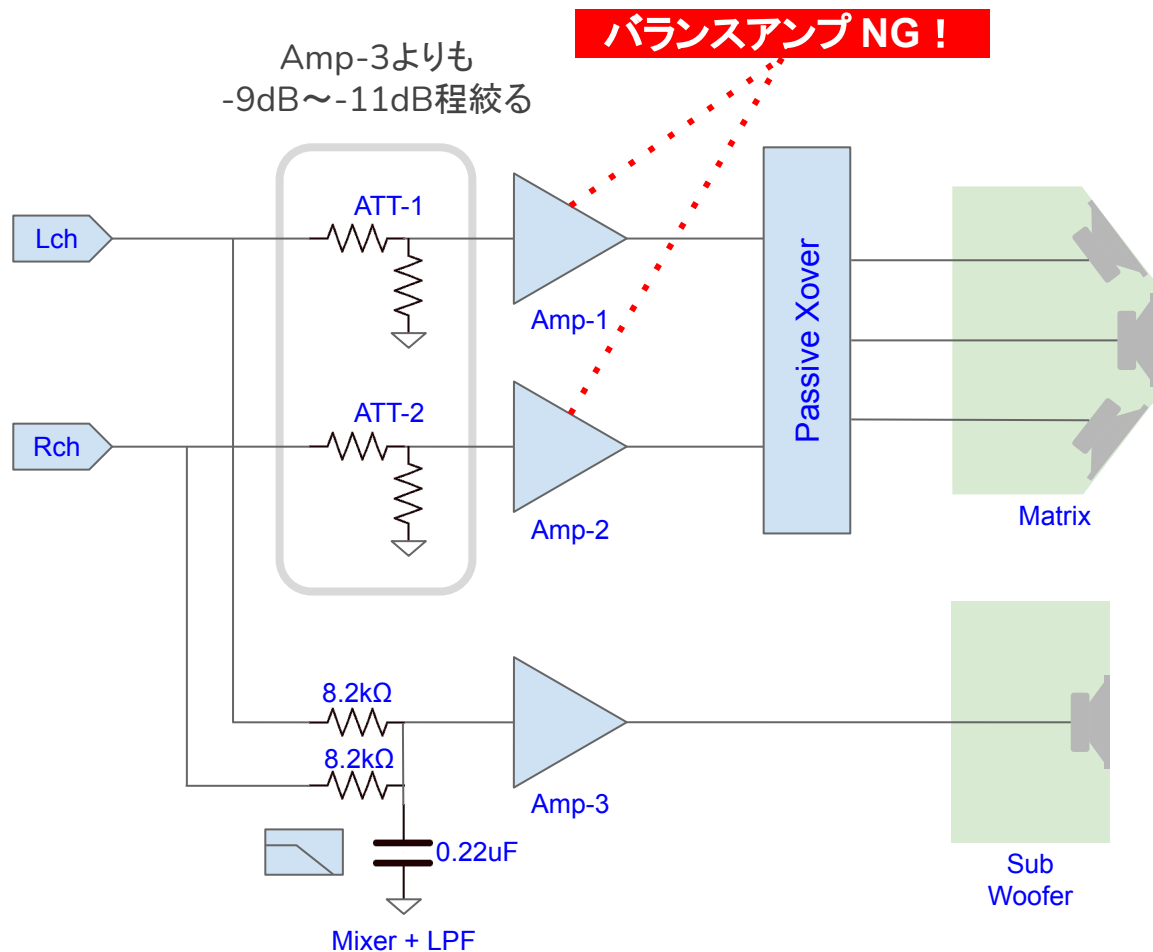 バランスアンプ NG！
Amp-3よりも
-9dB〜-11dB程絞る
ATT-1
Lch
Amp-1
Passive Xover
ATT-2
Rch
Amp-2
Matrix
8.2kΩ
8.2kΩ
Amp-3
0.22uF
Sub
Woofer
Mixer + LPF